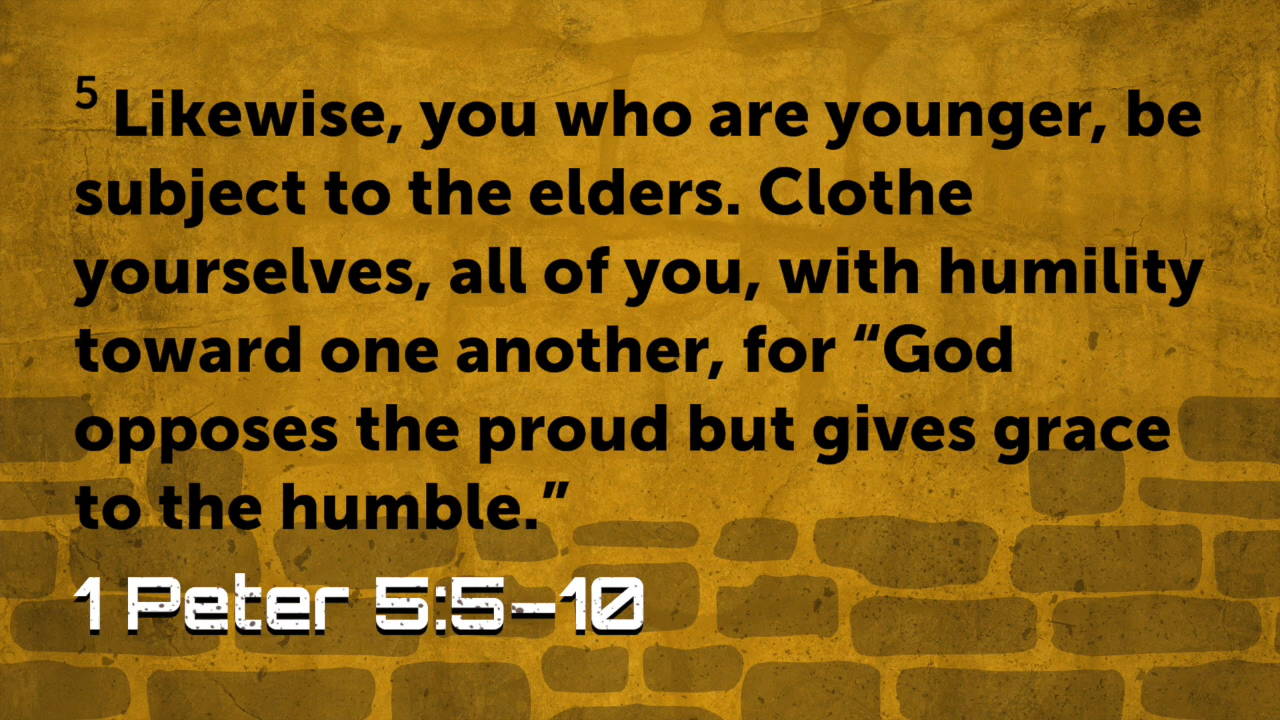 5 Likewise, you who are younger, be
subject to the elders. Clothe
yourselves, all of you, with humility
toward one another, for “God
opposes the proud but gives grace
to the humble.”
1 Peter 5:5–10